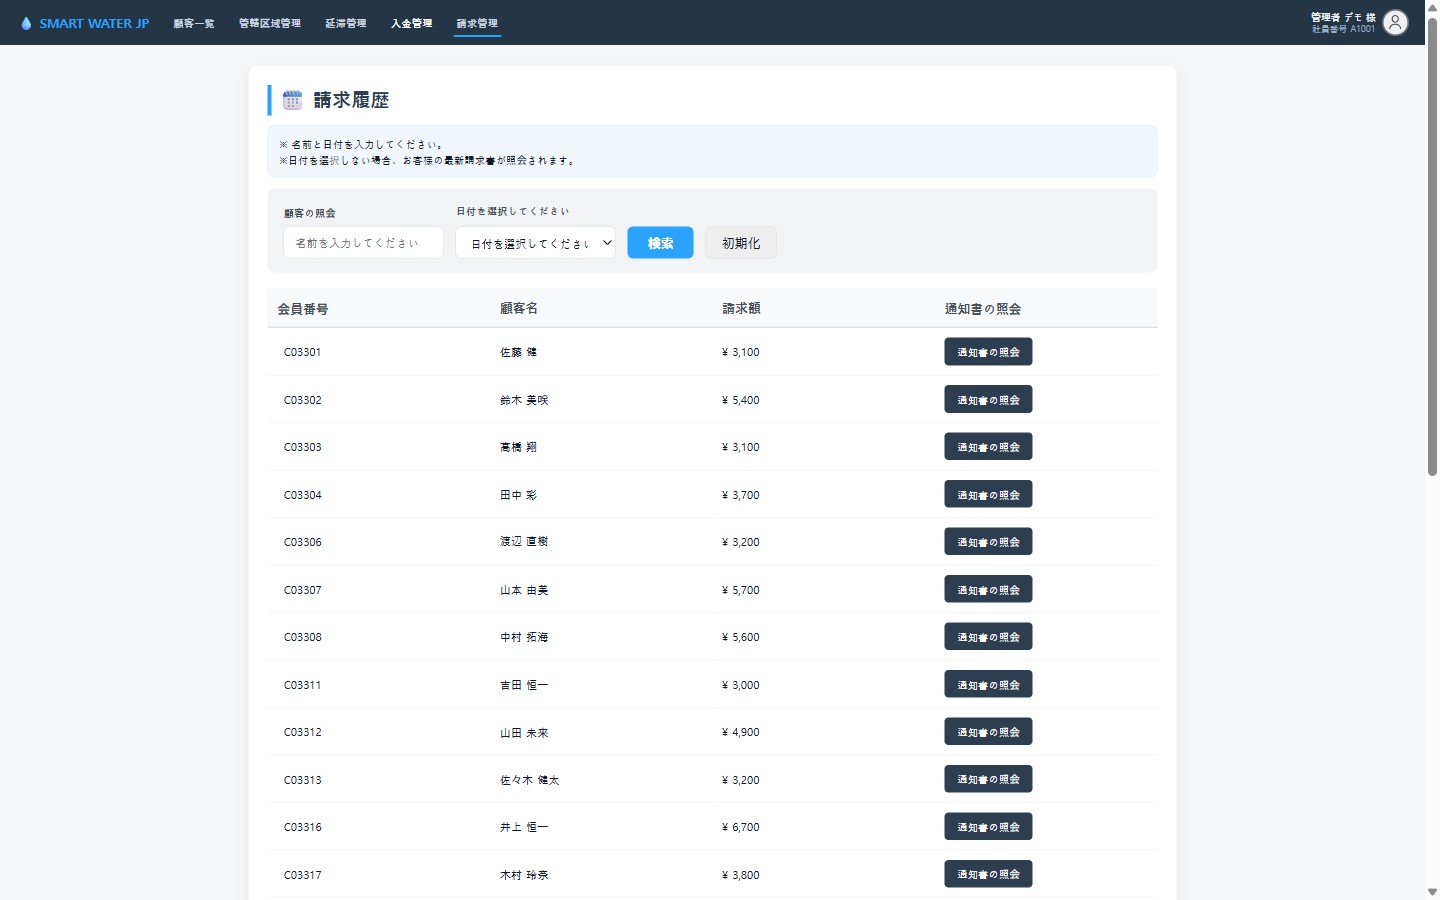 SMART WATER JP 顧客一覧 管轄区域管理 延滞管理 入金管理 請求管理
管理者 デモ 様
社員番号 A1001
請求履歴
※ 名前と日付を入力してください。
※日付を選択しない場合、お客様の最新請求書が照会されます。
顧客の照会 日付を選択してください
名前を入力してください 日付を選択してください 検索 初期化
会員番号 顧客名 請求額 通知書の照会
C03301 佐藤 健 ¥ 3,100 通知書の照会
C03302 鈴木 美咲 ¥ 5,400 通知書の照会
C03303 高橋 翔 ¥ 3,100 通知書の照会
C03304 田中 彩 ¥ 3,700 通知書の照会
C03306 渡辺 直樹 ¥ 3,200 通知書の照会
C03307 山本 由美 ¥ 5,700 通知書の照会
C03308 中村 拓海 ¥ 5,600 通知書の照会
C03311 吉田 恒一 ¥ 3,000 通知書の照会
C03312 山田 未来 ¥ 4,900 通知書の照会
C03313 佐々木 健太 ¥ 3,200 通知書の照会
C03316 井上 恒一 ¥ 6,700 通知書の照会
C03317 木村 玲奈 ¥ 3,800 通知書の照会